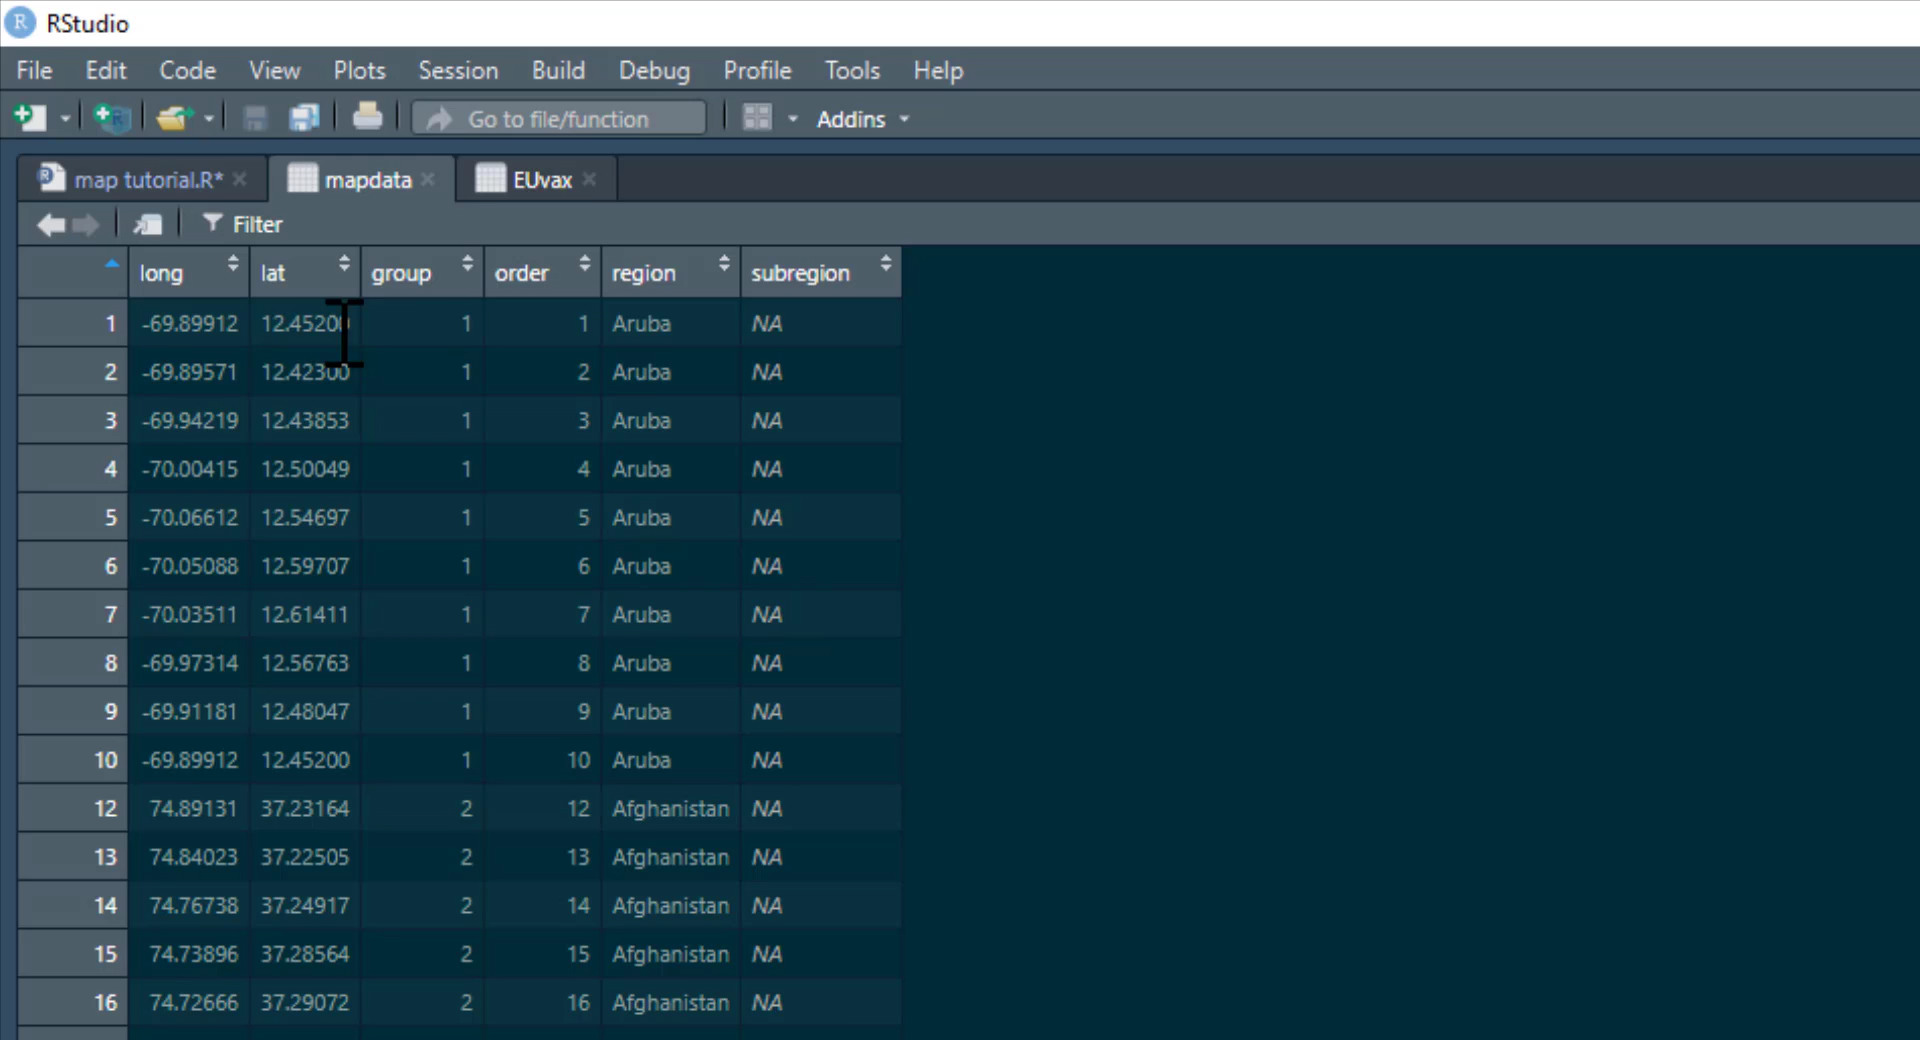 R RStudio
File Edit Code View Plots Session Build Debug Profile Tools Help
Go to file/function Addins
map tutorial.R* mapdata EUvax
Filter
long lat group order region subregion
1 -69.89912 12.45200 1 1 Aruba NA
2 -69.89571 12.42300 1 2 Aruba NA
3 -69.94219 12.43853 1 3 Aruba NA
4 -70.00415 12.50049 1 4 Aruba NA
5 -70.06612 12.54697 1 5 Aruba NA
6 -70.05088 12.59707 1 6 Aruba NA
7 -70.03511 12.61411 1 7 Aruba NA
8 -69.97314 12.56763 1 8 Aruba NA
9 -69.91181 12.48047 1 9 Aruba NA
10 -69.89912 12.45200 1 10 Aruba NA
12 74.89131 37.23164 2 12 Afghanistan NA
13 74.84023 37.22505 2 13 Afghanistan NA
14 74.76738 37.24917 2 14 Afghanistan NA
15 74.73896 37.28564 2 15 Afghanistan NA
16 74.72666 37.29072 2 16 Afghanistan NA